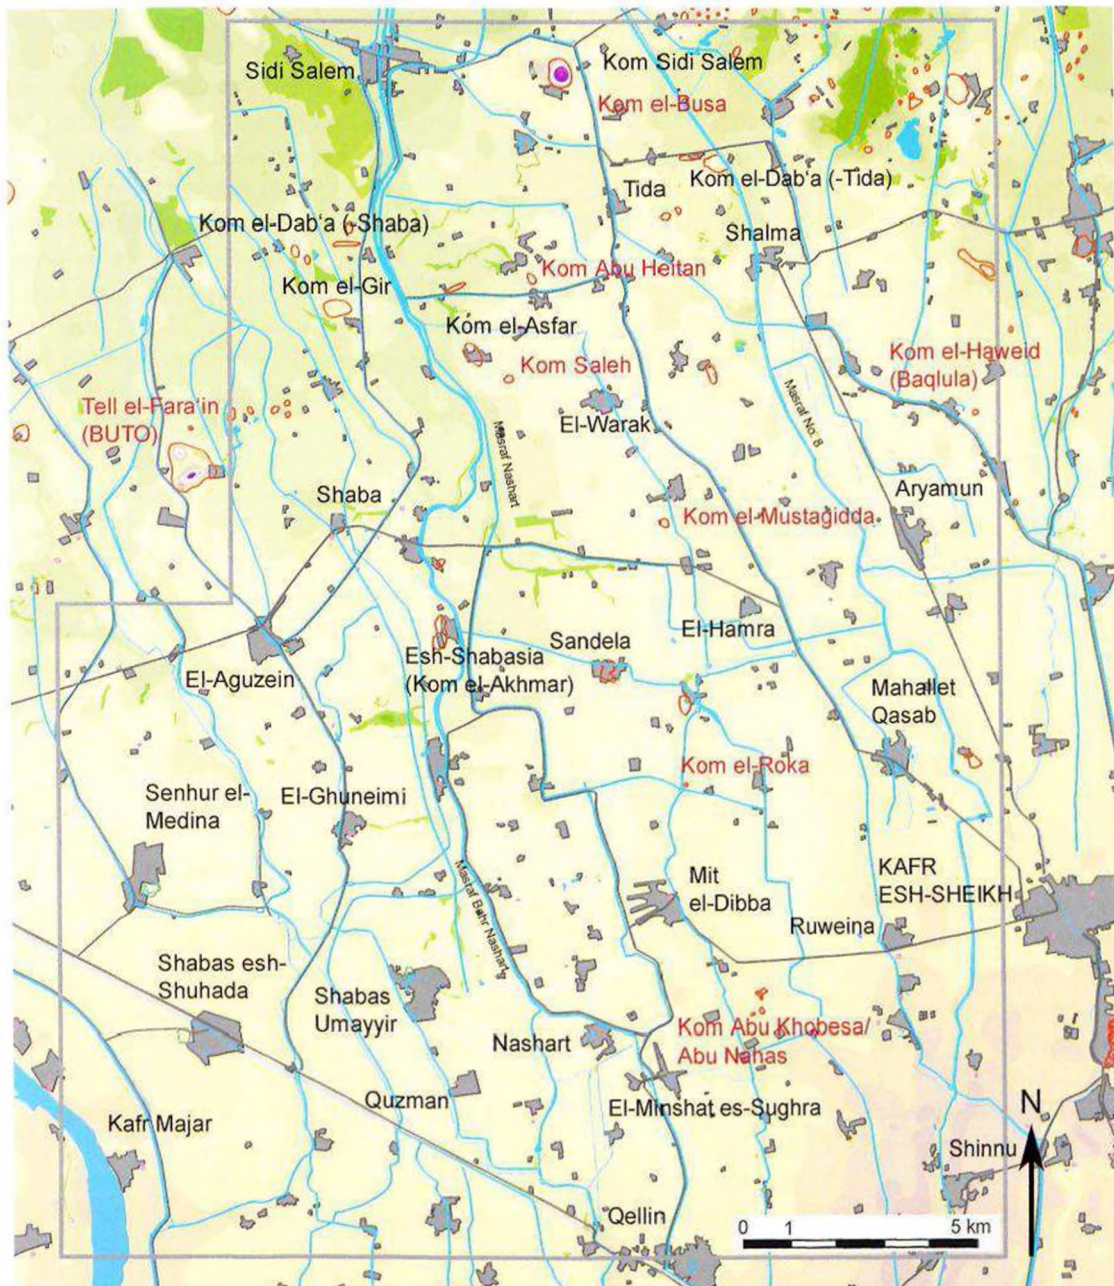 Sidi Salem
Kom Sidi Salem
Kom el-Busa
Kom el-Dab‘a (-Tida)
Tida
Kom el-Dab‘a (-Shaba)
Shalma
Kom Abu Heitan
Kom el-Gir
Kom el-Asfar
Kom Saleh
Kom el-Haweid
(Baqlula)
Tell el-Fara‘in
(BUTO)
Masraf No. 8
El-Warak
Masraf Nashart
Shaba
Aryamun
Kom el-Mustagidda
El-Hamra
Sandela
Esh-Shabasia
(Kom el-Akhmar)
El-Aguzein
Mahallet
Qasab
Kom el-Roka
Senhur el-
Medina
El-Ghuneimi
Mit
el-Dibba
KAFR
ESH-SHEIKH
Masraf Bahr Nashart
Ruweina
Shabas esh-
Shuhada
Shabas
Umayyir
Nashart
Kom Abu Khobesa/
Abu Nahas
Quzman
El-Minshat es-Sughra
Kafr Majar
N
Shinnu
Qellin
0 1 5 km